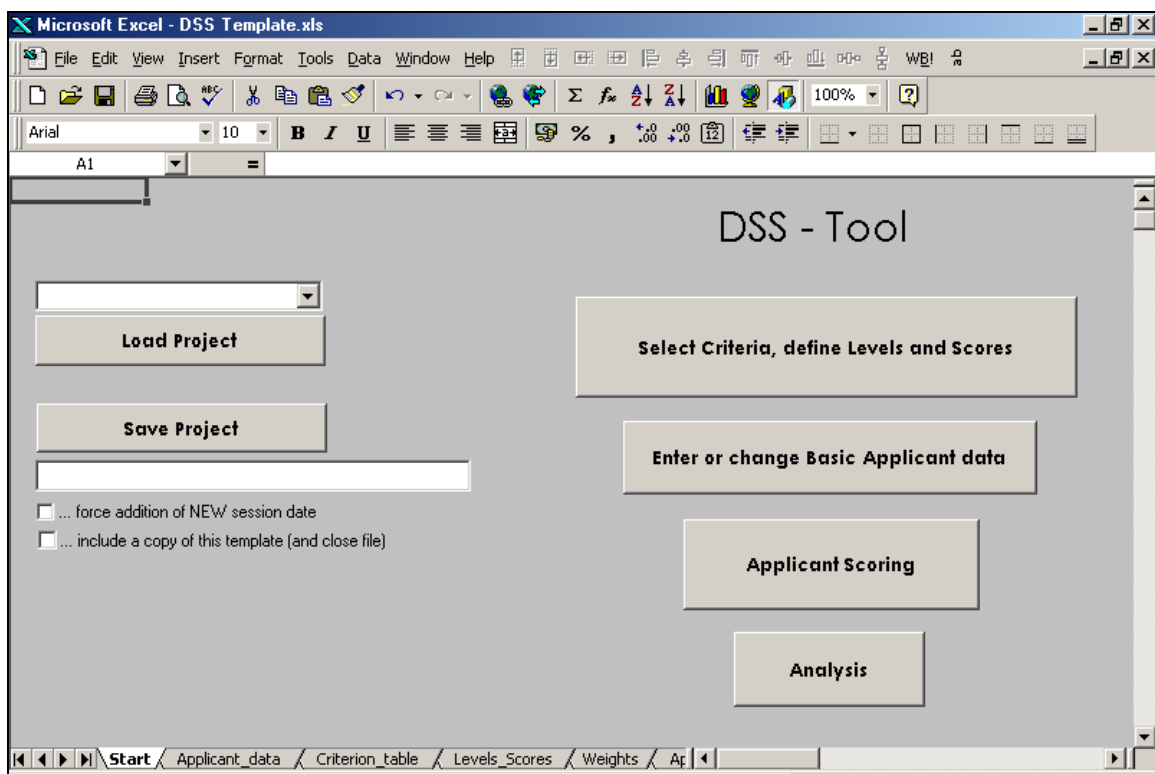 Microsoft Excel - DSS Template.xls
File Edit View Insert Format Tools Data Window Help WB!
ABC Σ fx A Z Z A 100% ?
Arial 10 B I U % , 12
A1 =
DSS - Tool
Load Project
Save Project
... force addition of NEW session date
... include a copy of this template (and close file)
Select Criteria, define Levels and Scores
Enter or change Basic Applicant data
Applicant Scoring
Analysis
Start Applicant_data Criterion_table Levels_Scores Weights